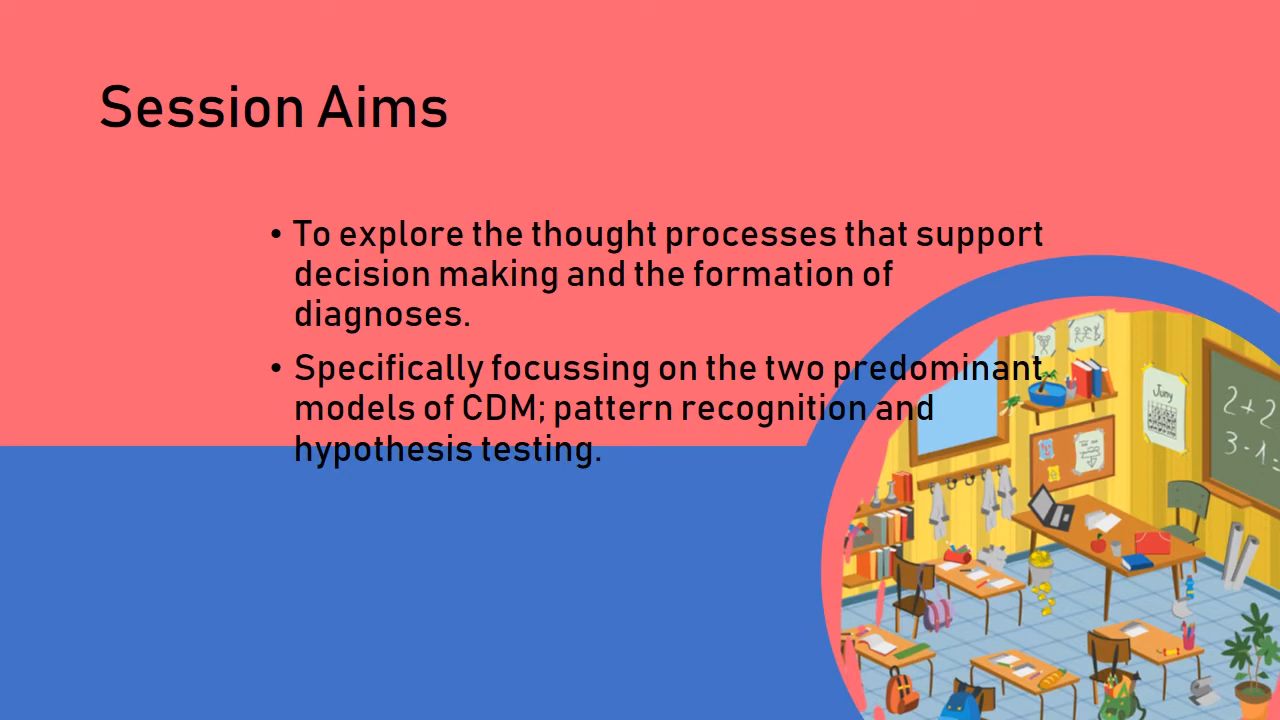 Session Aims
• To explore the thought processes that support
decision making and the formation of
diagnoses.
• Specifically focussing on the two predominant
models of CDM; pattern recognition and
hypothesis testing.
Juny
2+2
3-1=